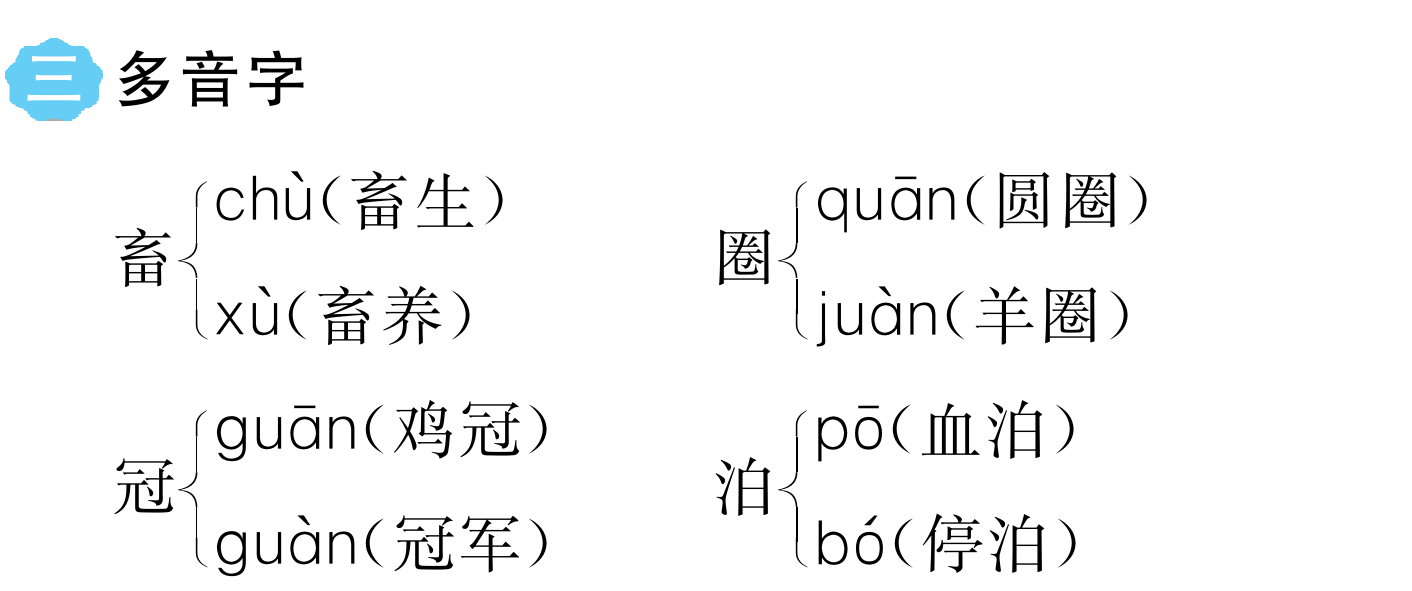 三 多音字
畜 chù(畜生) xù(畜养)
圈 quān(圆圈) juàn(羊圈)
冠 guān(鸡冠) guàn(冠军)
泊 pō(血泊) bó(停泊)